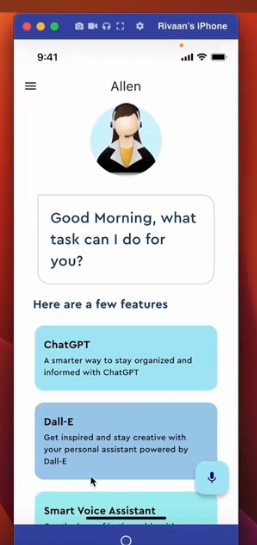 Rivaan's iPhone
9:41
Allen
Good Morning, what
task can I do for
you?
Here are a few features
ChatGPT
A smarter way to stay organized and
informed with ChatGPT
Dall-E
Get inspired and stay creative with
your personal assistant powered by
Dall-E
Smart Voice Assistant